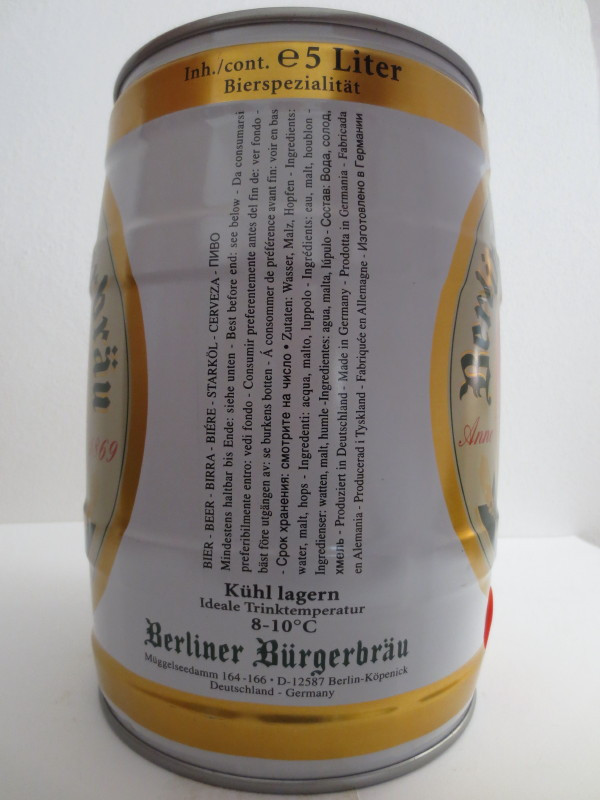 Inh./cont. ℮ 5 Liter
Bierspezialität
BIER - BEER - BIRRA - BIÉRE - STARKÖL - CERVEZA - ПИВО
Mindestens haltbar bis Ende: siehe unten - Best before end: see below - Da consumarsi
preferibilmente entro: vedi fondo - Consumir preferentemente antes del fin de: ver fondo -
bäst före utgången av: se burkens botten - Á consommer de préférence avant fin: voir en bas
- Срок хранения: смотрите на число • Zutaten: Wasser, Malz, Hopfen - Ingredients:
water, malt, hops - Ingredenti: acqua, malto, luppolo - Ingrédients: eau, malt, houblon -
Ingredienser: watten, malt, humle -Ingredientes: agua, malta, lúpulo - Состав: Вода, солод,
хмель - Produziert in Deutschland - Made in Germany - Prodotta in Germania - Fabricada
en Alemania - Producerad i Tyskland - Fabriquée en Allemagne - Изготовлено в Германии
Kühl lagern
Ideale Trinktemperatur
8-10°C
Berliner Bürgerbräu
Müggelseedamm 164-166 • D-12587 Berlin-Köpenick
Deutschland - Germany
bräu
1869
Anno